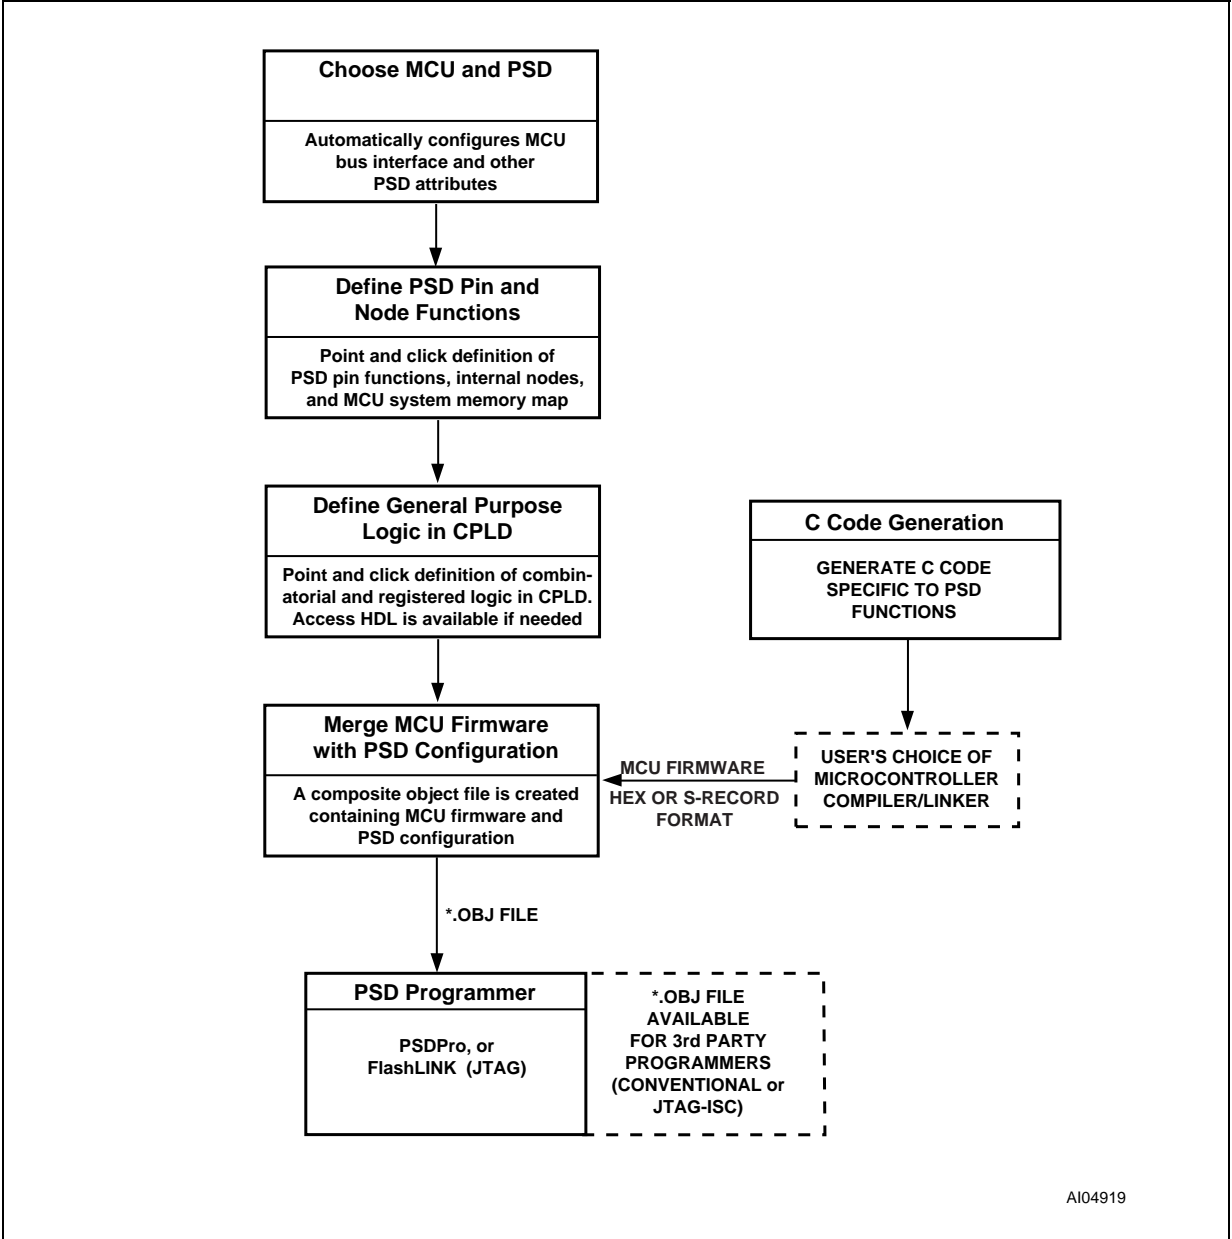 Choose MCU and PSD
Automatically configures MCU
bus interface and other
PSD attributes
Define PSD Pin and
Node Functions
Point and click definition of
PSD pin functions, internal nodes,
and MCU system memory map
Define General Purpose
Logic in CPLD
Point and click definition of combin-
atorial and registered logic in CPLD.
Access HDL is available if needed
C Code Generation
GENERATE C CODE
SPECIFIC TO PSD
FUNCTIONS
Merge MCU Firmware
with PSD Configuration
A composite object file is created
containing MCU firmware and
PSD configuration
MCU FIRMWARE
HEX OR S-RECORD
FORMAT
USER'S CHOICE OF
MICROCONTROLLER
COMPILER/LINKER
*.OBJ FILE
PSD Programmer
PSDPro, or
FlashLINK (JTAG)
*.OBJ FILE
AVAILABLE
FOR 3rd PARTY
PROGRAMMERS
(CONVENTIONAL or
JTAG-ISC)
AI04919